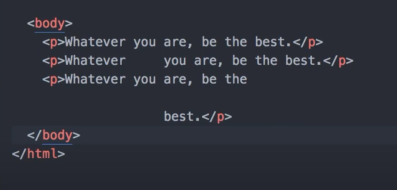 <body>
<p>Whatever you are, be the best.</p>
<p>Whatever     you are, be the best.</p>
<p>Whatever you are, be the
best.</p>
</body>
</html>